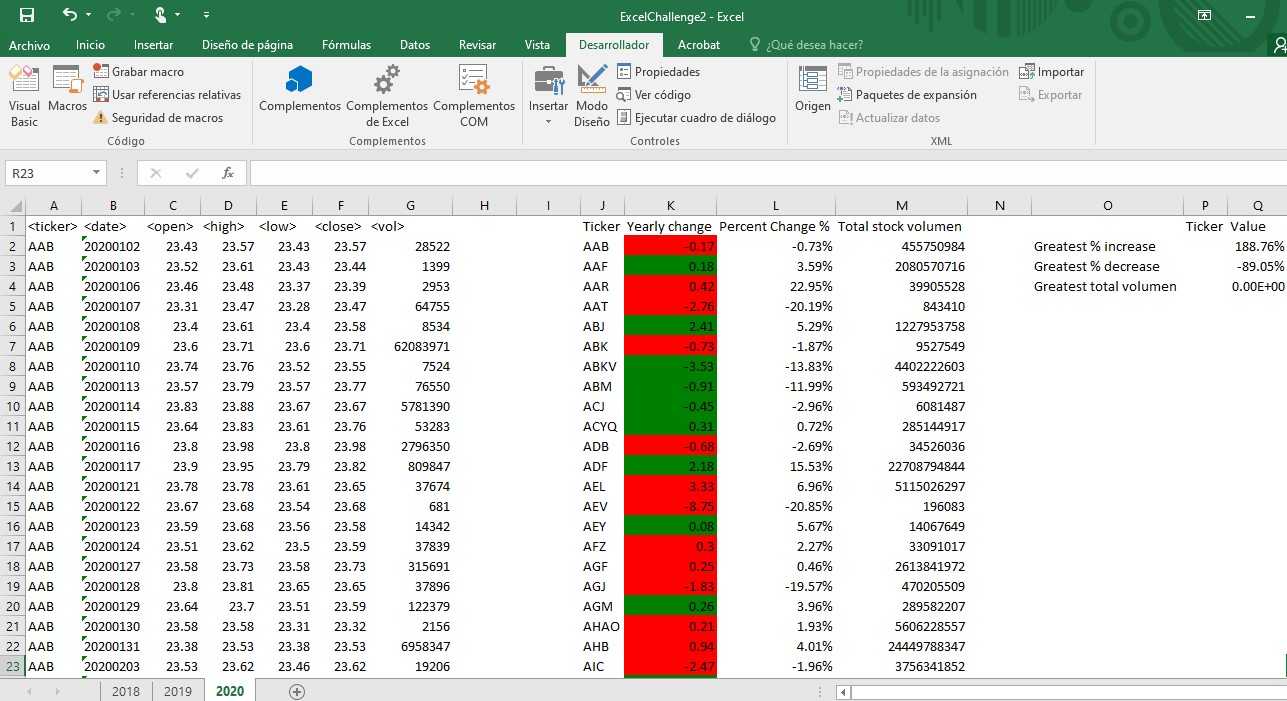 ExcelChallenge2 - Excel
Archivo Inicio Insertar Diseño de página Fórmulas Datos Revisar Vista Desarrollador Acrobat ¿Qué desea hacer?
Visual Basic
Macros
Grabar macro
Usar referencias relativas
Seguridad de macros
Código
Complementos
Complementos de Excel
Complementos COM
Complementos
Insertar
Modo Diseño
Propiedades
Ver código
Ejecutar cuadro de diálogo
Controles
Origen
Propiedades de la asignación
Paquetes de expansión
Actualizar datos
Importar
Exportar
XML
R23 fx
A B C D E F G H I J K L M N O P Q
1 <ticker> <date> <open> <high> <low> <close> <vol> Ticker Yearly change Percent Change % Total stock volumen Ticker Value
2 AAB 20200102 23.43 23.57 23.43 23.57 28522 AAB -0.17 -0.73% 455750984 Greatest % increase 188.76%
3 AAB 20200103 23.52 23.61 23.43 23.44 1399 AAF 0.18 3.59% 2080570716 Greatest % decrease -89.05%
4 AAB 20200106 23.46 23.48 23.37 23.39 2953 AAR 0.42 22.95% 39905528 Greatest total volumen 0.00E+00
5 AAB 20200107 23.31 23.47 23.28 23.47 64755 AAT -2.76 -20.19% 843410
6 AAB 20200108 23.4 23.61 23.4 23.58 8534 ABJ 2.41 5.29% 1227953758
7 AAB 20200109 23.6 23.71 23.6 23.71 62083971 ABK -0.73 -1.87% 9527549
8 AAB 20200110 23.74 23.76 23.52 23.55 7524 ABKV -3.53 -13.83% 4402222603
9 AAB 20200113 23.57 23.79 23.57 23.77 76550 ABM -0.91 -11.99% 593492721
10 AAB 20200114 23.83 23.88 23.67 23.67 5781390 ACJ -0.45 -2.96% 6081487
11 AAB 20200115 23.64 23.83 23.61 23.76 53283 ACYQ 0.31 0.72% 285144917
12 AAB 20200116 23.8 23.98 23.8 23.98 2796350 ADB -0.68 -2.69% 34526036
13 AAB 20200117 23.9 23.95 23.79 23.82 809847 ADF 2.18 15.53% 22708794844
14 AAB 20200121 23.78 23.78 23.61 23.65 37674 AEL 3.33 6.96% 5115026297
15 AAB 20200122 23.67 23.68 23.54 23.68 681 AEV -8.75 -20.85% 196083
16 AAB 20200123 23.59 23.68 23.56 23.58 14342 AEY 0.08 5.67% 14067649
17 AAB 20200124 23.51 23.62 23.5 23.59 37839 AFZ 0.3 2.27% 33091017
18 AAB 20200127 23.58 23.73 23.58 23.73 315691 AGF 0.25 0.46% 2613841972
19 AAB 20200128 23.8 23.81 23.65 23.65 37896 AGJ -1.83 -19.57% 470205509
20 AAB 20200129 23.64 23.7 23.51 23.59 122379 AGM 0.26 3.96% 289582207
21 AAB 20200130 23.58 23.58 23.31 23.32 2156 AHAO 0.21 1.93% 5606228557
22 AAB 20200131 23.38 23.53 23.38 23.53 6958347 AHB 0.94 4.01% 24449788347
23 AAB 20200203 23.53 23.62 23.46 23.62 19206 AIC -2.47 -1.96% 3756341852
2018 2019 2020